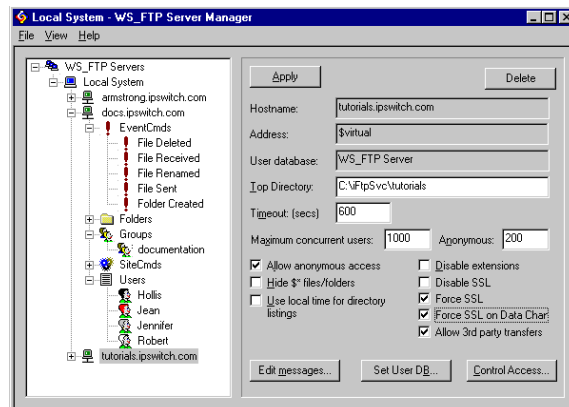 Local System - WS_FTP Server Manager
File View Help
WS_FTP Servers
Local System
armstrong.ipswitch.com
docs.ipswitch.com
EventCmds
File Deleted
File Received
File Renamed
File Sent
Folder Created
Folders
Groups
documentation
SiteCmds
Users
Hollis
Jean
Jennifer
Robert
tutorials.ipswitch.com
Apply
Delete
Hostname: tutorials.ipswitch.com
Address: $virtual
User database: WS_FTP Server
Top Directory: C:\iFtpSvc\tutorials
Timeout: (secs) 600
Maximum concurrent users: 1000 Anonymous: 200
Allow anonymous access
Hide $* files/folders
Use local time for directory
listings
Disable extensions
Disable SSL
Force SSL
Force SSL on Data Chan
Allow 3rd party transfers
Edit messages... Set User DB... Control Access...